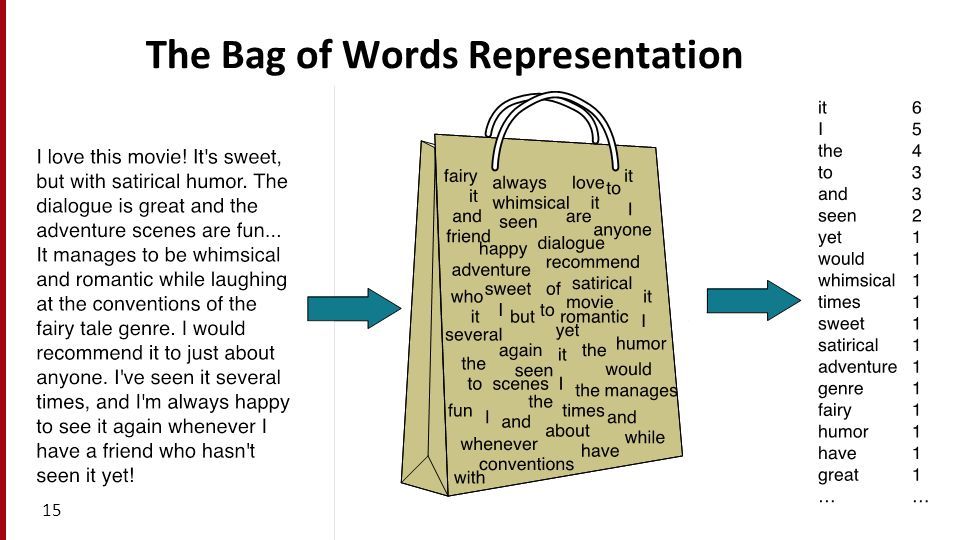 The Bag of Words Representation
I love this movie! It's sweet,
but with satirical humor. The
dialogue is great and the
adventure scenes are fun...
It manages to be whimsical
and romantic while laughing
at the conventions of the
fairy tale genre. I would
recommend it to just about
anyone. I've seen it several
times, and I'm always happy
to see it again whenever I
have a friend who hasn't
seen it yet!
fairy always love to it
it whimsical it I
and seen are anyone
friend happy dialogue
adventure recommend
who sweet of satirical it
it I but to movie romantic I
several yet
again it the humor
the seen would
to scenes I the manages
fun the times and
I and about while
whenever have
conventions
with
it 6
I 5
the 4
to 3
and 3
seen 2
yet 1
would 1
whimsical 1
times 1
sweet 1
satirical 1
adventure 1
genre 1
fairy 1
humor 1
have 1
great 1
… …
15